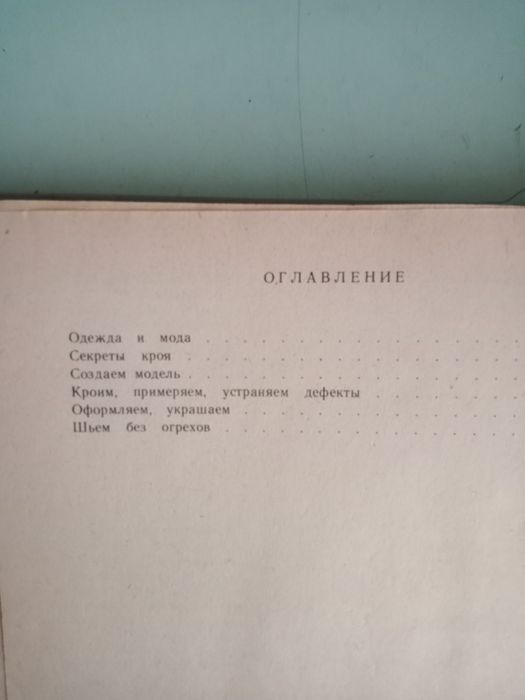 ОГЛАВЛЕНИЕ
Одежда и мода . . . . . . . . . . . . . . . . . .
Секреты кроя . . . . . . . . . . . . . . . . . . .
Создаем модель . . . . . . . . . . . . . . . . . . .
Кроим, примеряем, устраняем дефекты . . . . . . . .
Оформляем, украшаем . . . . . . . . . . . . . . . .
Шьем без огрехов . . . . . . . . . . . . . . . . .